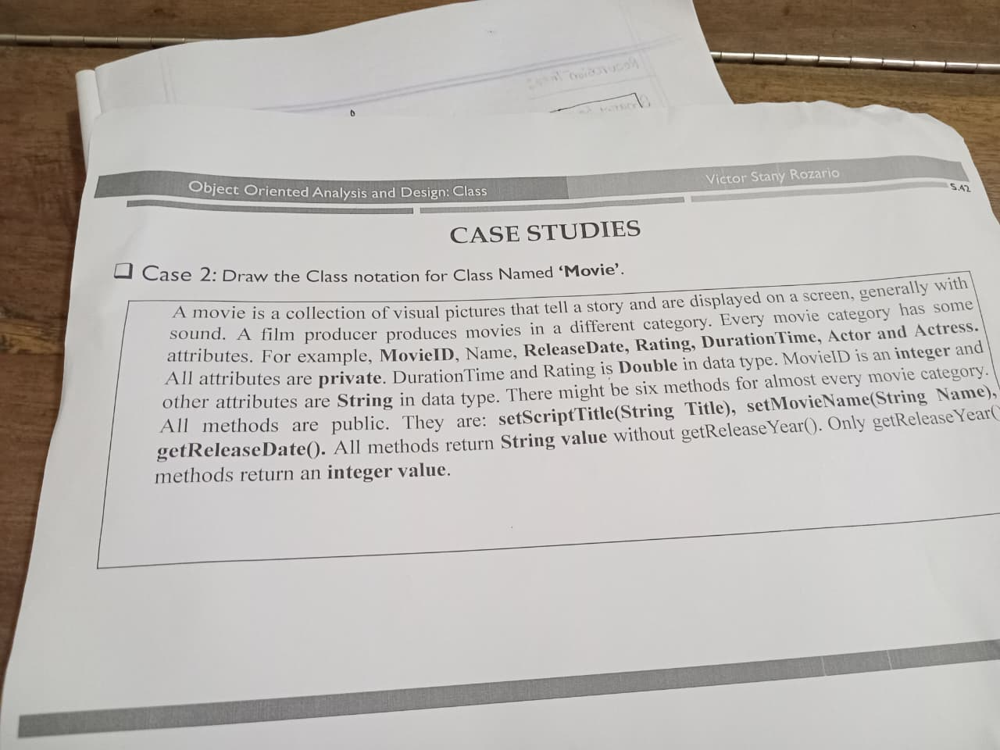 Object Oriented Analysis and Design: Class
Victor Stany Rozario
5.42
CASE STUDIES
❑ Case 2: Draw the Class notation for Class Named ‘Movie’.
A movie is a collection of visual pictures that tell a story and are displayed on a screen, generally with
sound. A film producer produces movies in a different category. Every movie category has some
attributes. For example, MovieID, Name, ReleaseDate, Rating, DurationTime, Actor and Actress.
All attributes are private. DurationTime and Rating is Double in data type. MovieID is an integer and
other attributes are String in data type. There might be six methods for almost every movie category.
All methods are public. They are: setScriptTitle(String Title), setMovieName(String Name),
getReleaseDate(). All methods return String value without getReleaseYear(). Only getReleaseYear(
methods return an integer value.